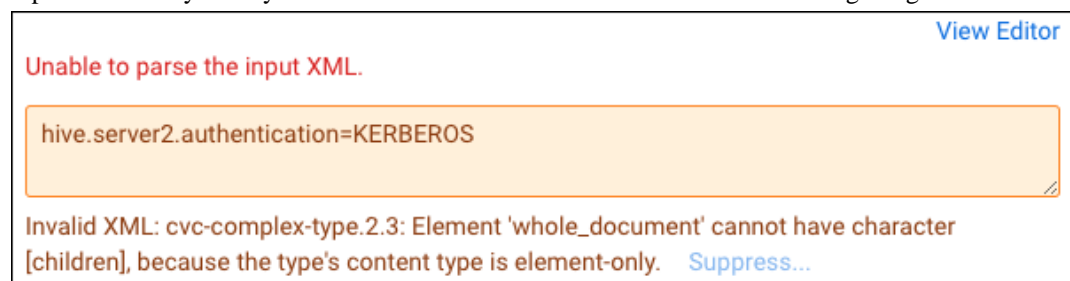 View Editor
Unable to parse the input XML.
hive.server2.authentication=KERBEROS
Invalid XML: cvc-complex-type.2.3: Element 'whole_document' cannot have character
[children], because the type's content type is element-only. Suppress...